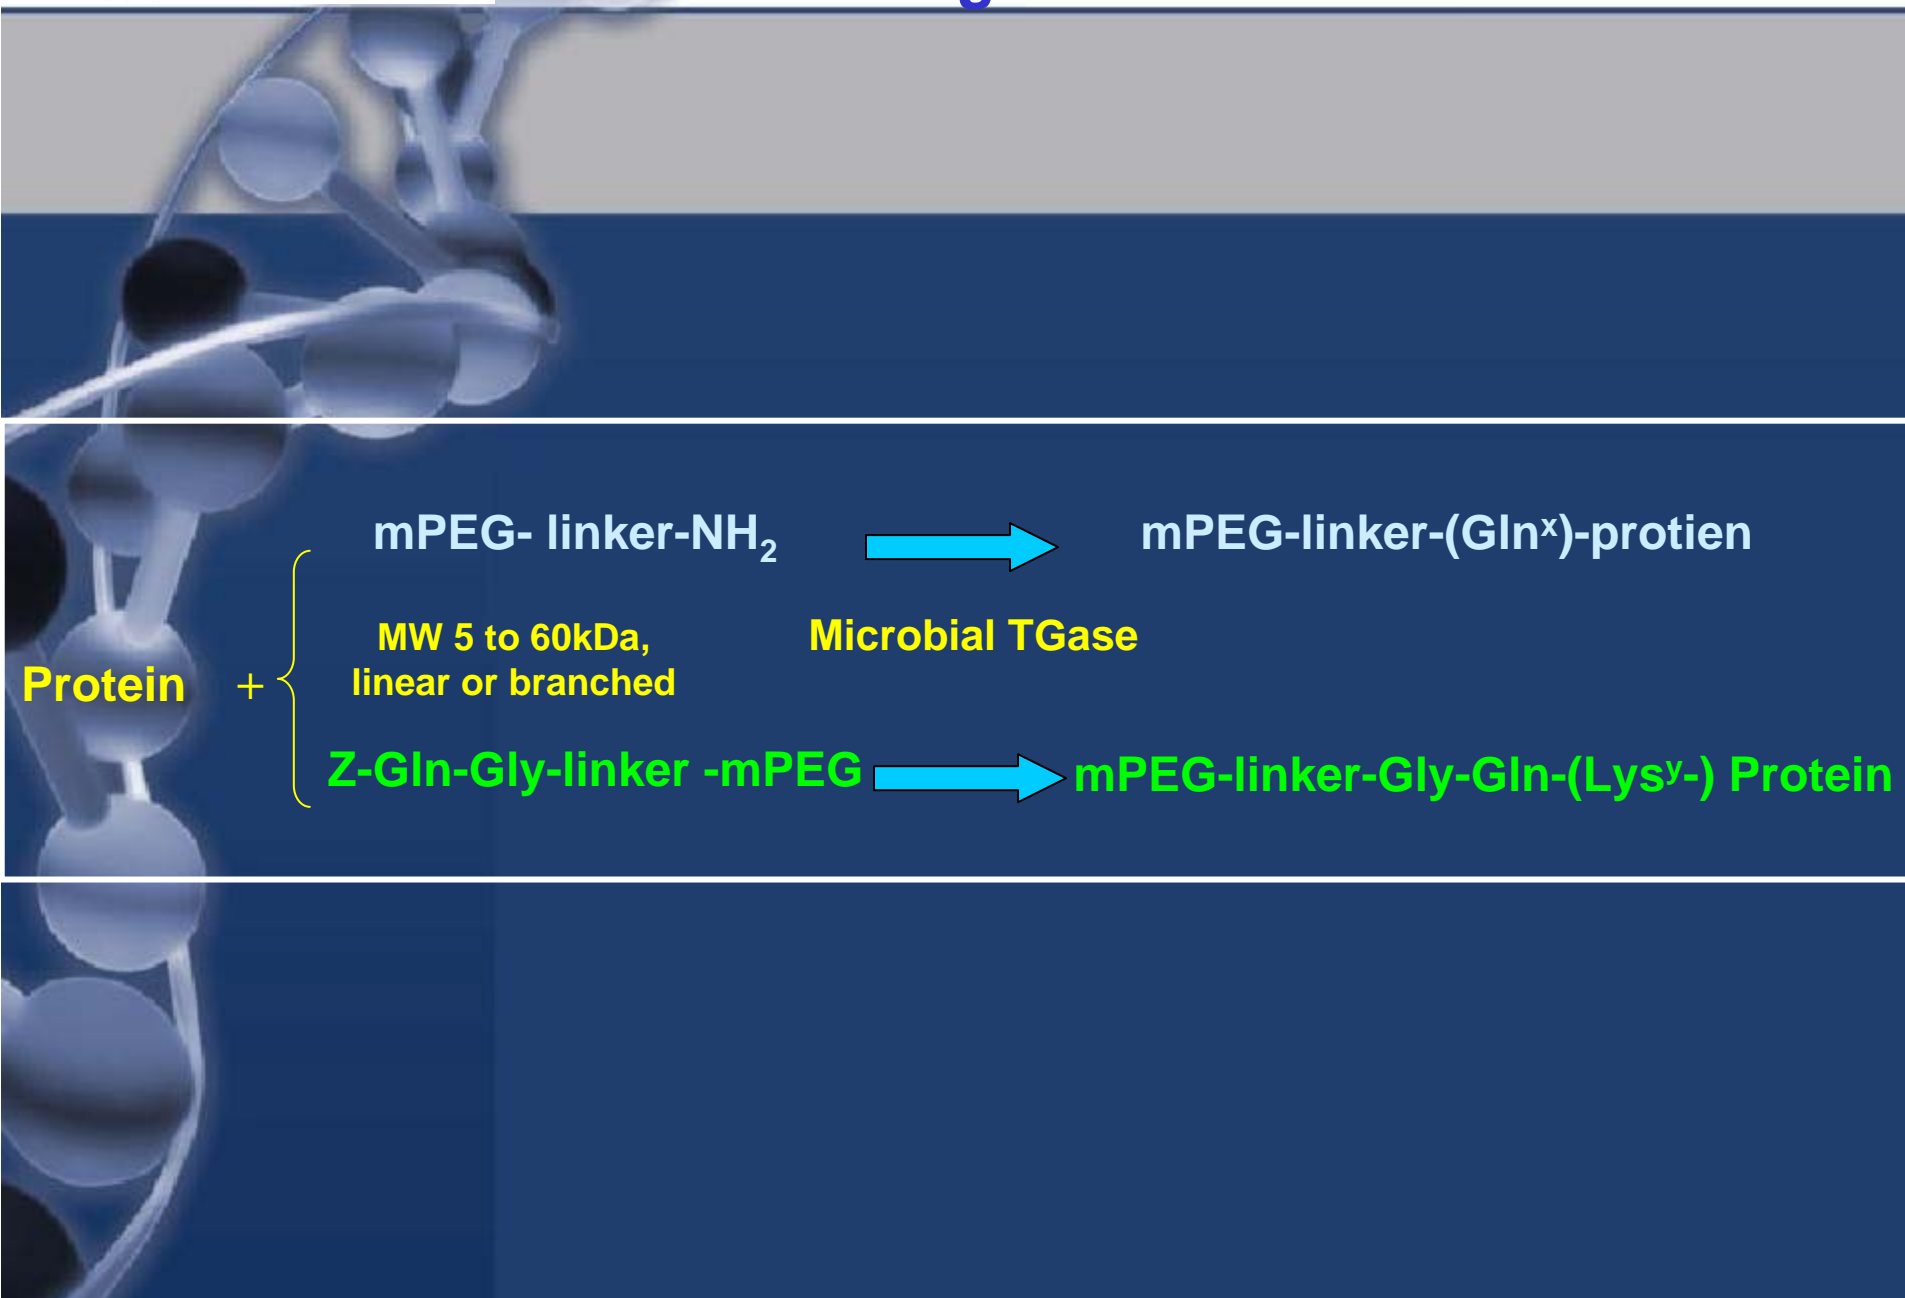 mPEG- linker-NH₂ mPEG-linker-(Glnˣ)-protien
MW 5 to 60kDa, Microbial TGase
linear or branched
Protein +
Z-Gln-Gly-linker -mPEG mPEG-linker-Gly-Gln-(Lysʸ-) Protein